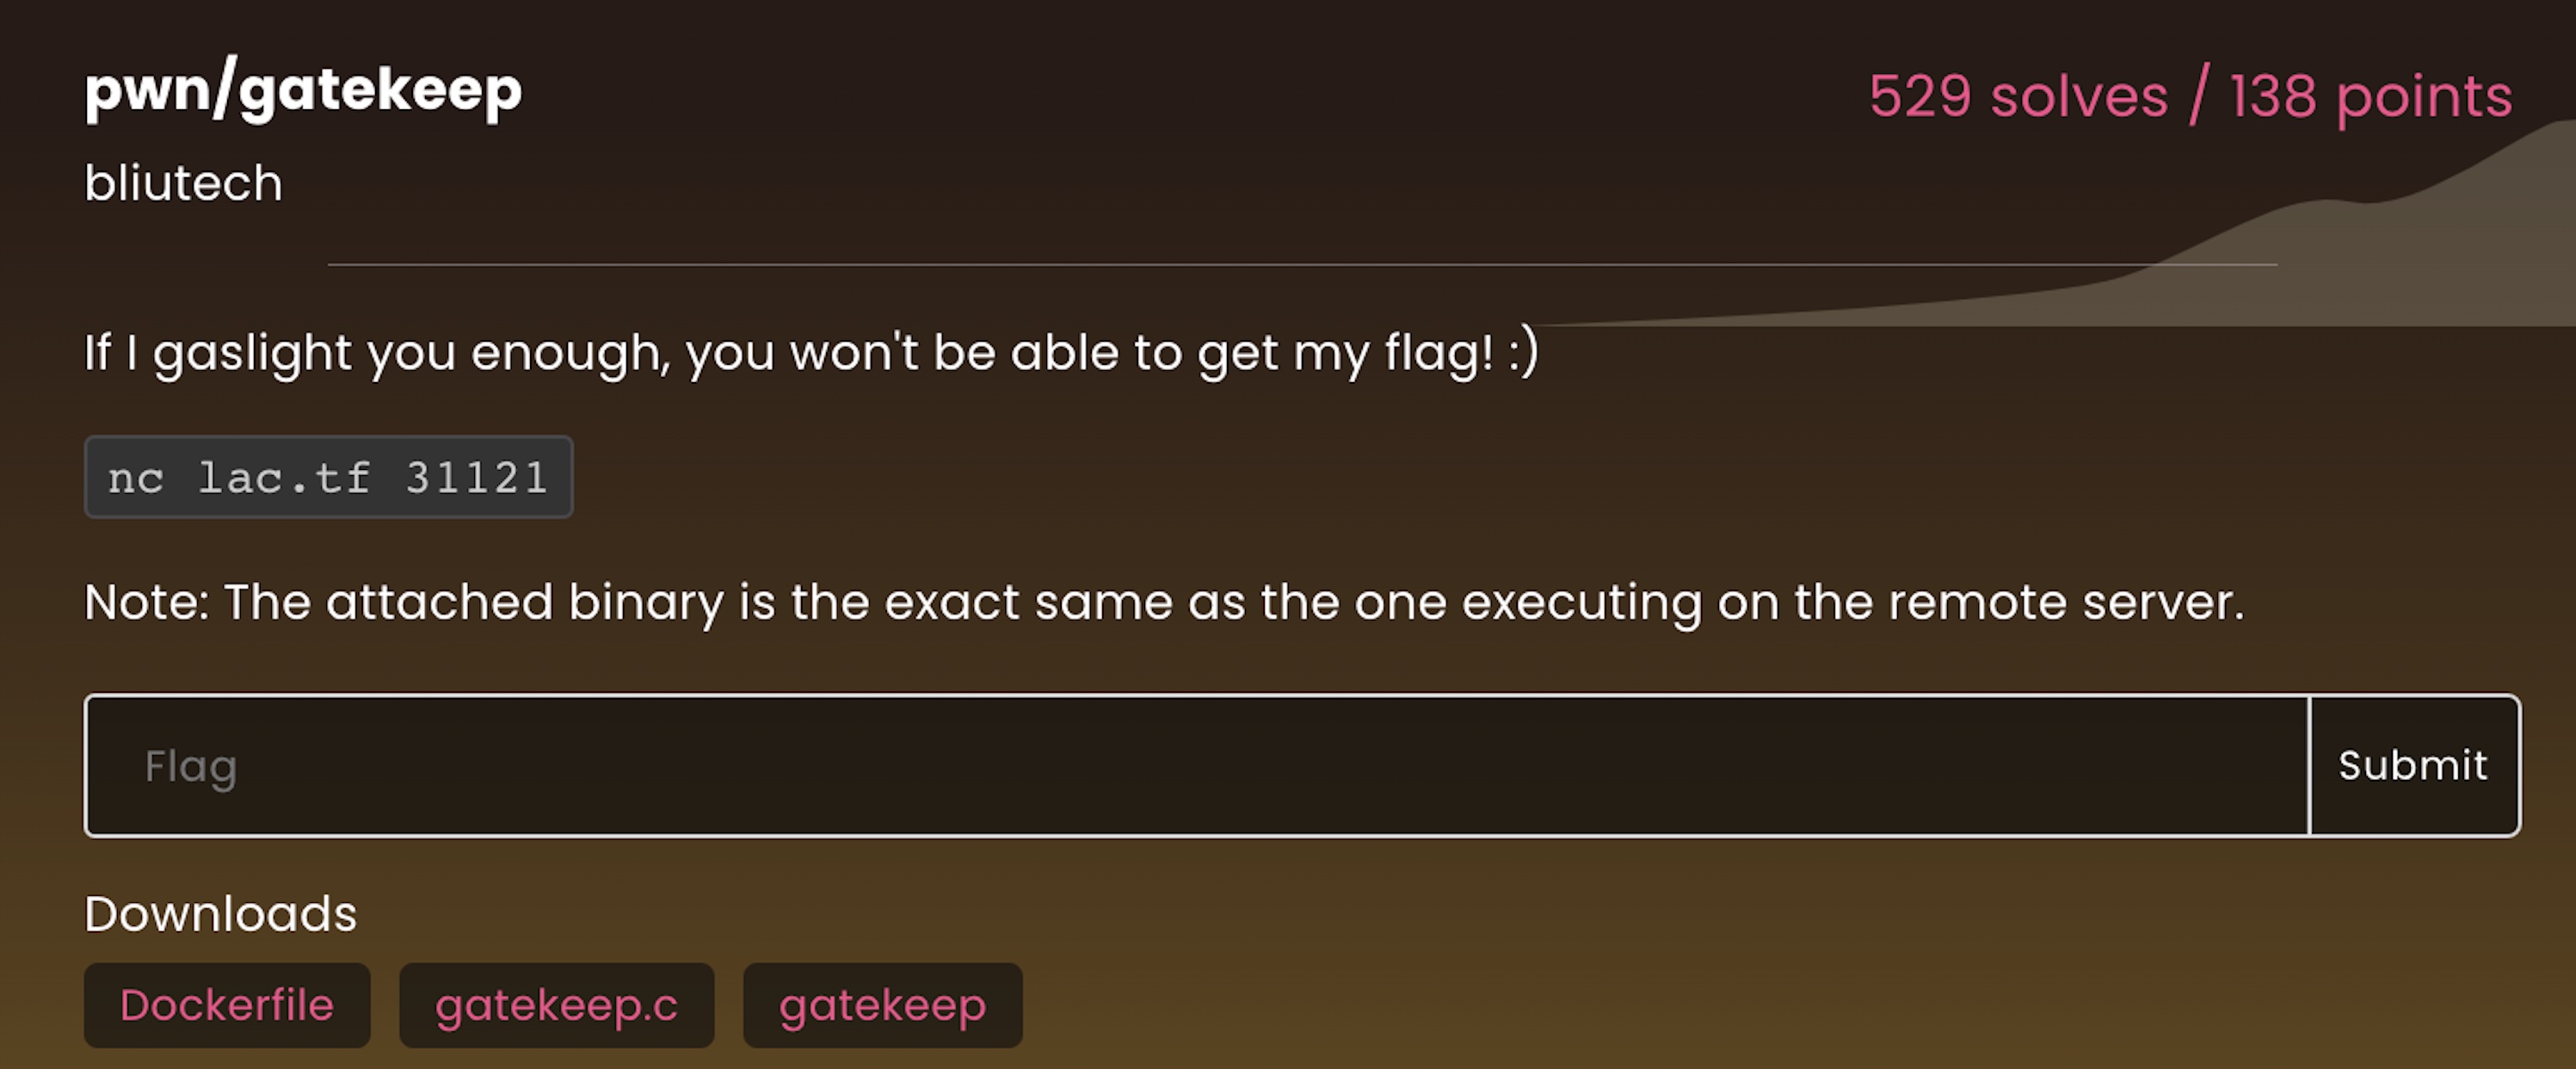 pwn/gatekeep
529 solves / 138 points
bliutech
If I gaslight you enough, you won't be able to get my flag! :)
nc lac.tf 31121
Note: The attached binary is the exact same as the one executing on the remote server.
Flag
Submit
Downloads
Dockerfile
gatekeep.c
gatekeep